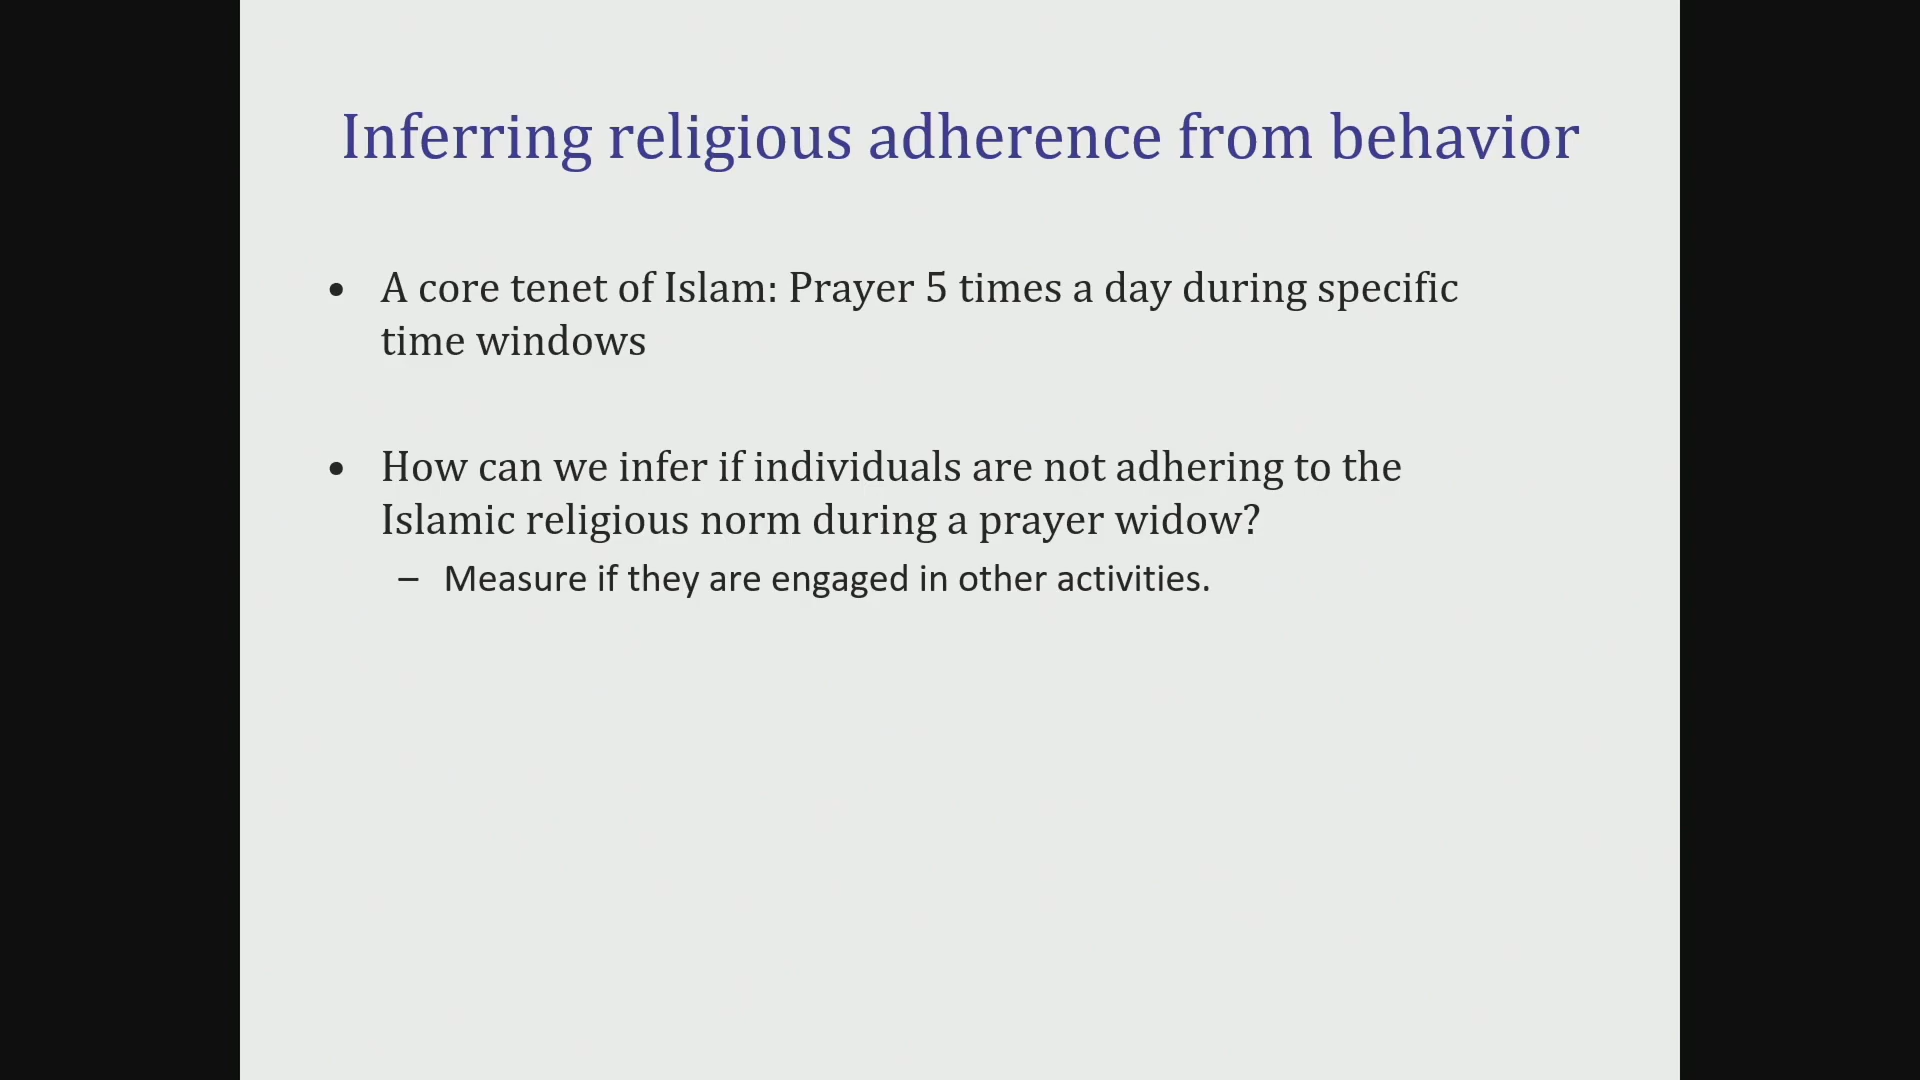 Inferring religious adherence from behavior
• A core tenet of Islam: Prayer 5 times a day during specific
time windows
• How can we infer if individuals are not adhering to the
Islamic religious norm during a prayer widow?
– Measure if they are engaged in other activities.